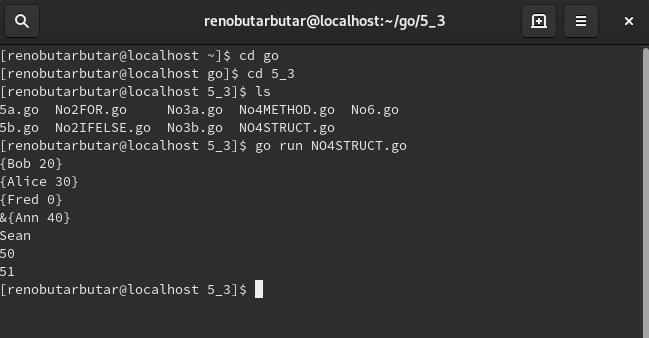 renobutarbutar@localhost:~/go/5_3
[renobutarbutar@localhost ~]$ cd go
[renobutarbutar@localhost go]$ cd 5_3
[renobutarbutar@localhost 5_3]$ ls
5a.go  No2FOR.go     No3a.go  No4METHOD.go  No6.go
5b.go  No2IFELSE.go  No3b.go  NO4STRUCT.go
[renobutarbutar@localhost 5_3]$ go run NO4STRUCT.go
{Bob 20}
{Alice 30}
{Fred 0}
&{Ann 40}
Sean
50
51
[renobutarbutar@localhost 5_3]$